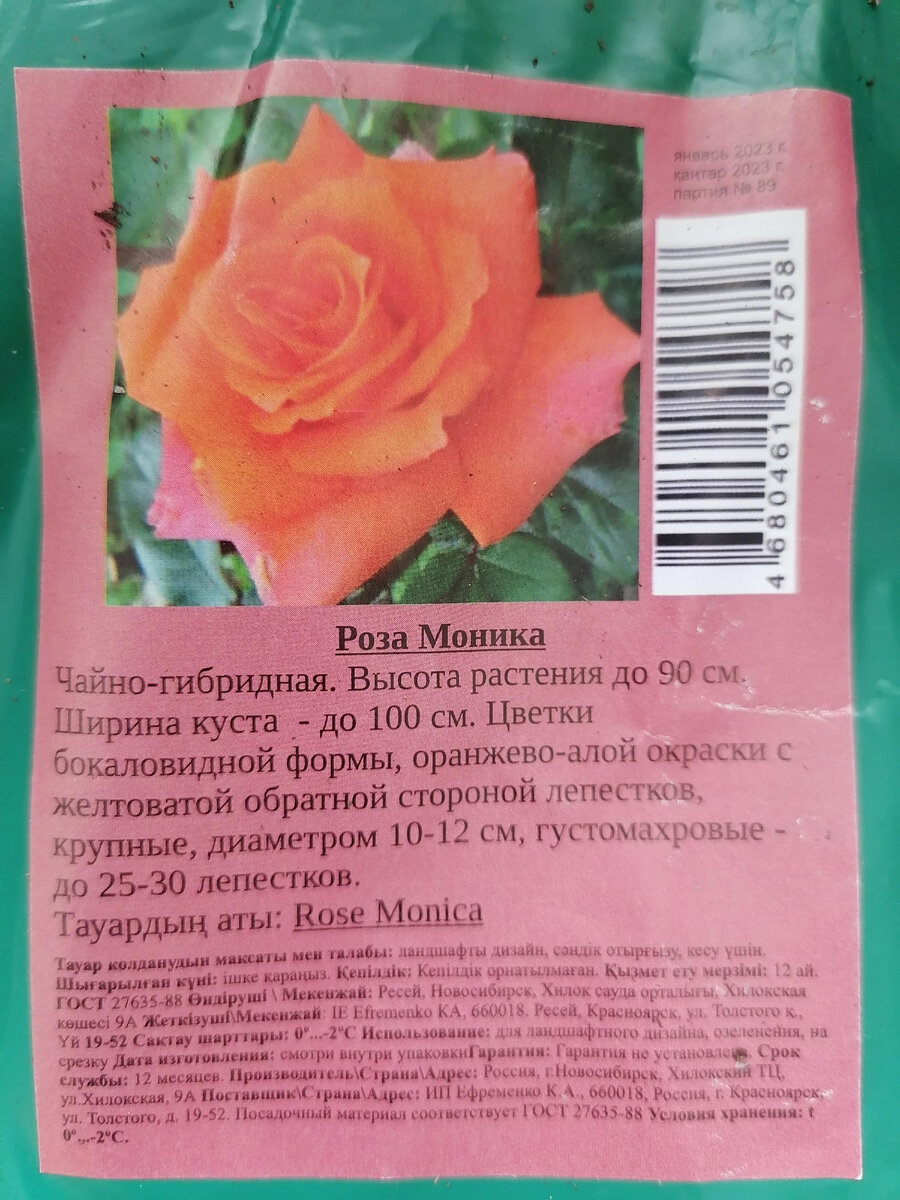 январь 2023 г.
қантар 2023 г.
партия № 89
4 680461 054758
Роза Моника
Чайно-гибридная. Высота растения до 90 см.
Ширина куста - до 100 см. Цветки
бокаловидной формы, оранжево-алой окраски с
желтоватой обратной стороной лепестков,
крупные, диаметром 10-12 см, густомахровые -
до 25-30 лепестков.
Тауардың аты: Rose Monica
Тауар колданудын максаты мен талабы: ландшафты дизайн, сәндік отырғызу, кесу үшін.
Шығарылған күні: ішке қараңыз. Кепілдік: Кепілдік орнатылмаған. Қызмет ету мерзімі: 12 ай.
ГОСТ 27635-88 Өндіруші \ Мекенжай: Ресей, Новосибирск, Хилок сауда орталығы, Хилокская
көшесі 9А Жеткізуші\Мекенжай: IE Efremenko KA, 660018. Ресей, Красноярск, ул. Толстого қ.,
Үй 19-52 Сақтау шарттары: 0°...-2°C Использование: для ландшафтного дизайна, озеленения, на
срезку Дата изготовления: смотри внутри упаковкиГарантия: Гарантия не установлена. Срок
службы: 12 месяцев. Производитель\Страна\Адрес: Россия, г.Новосибирск, Хилокский ТЦ,
ул.Хилокская, 9А Поставщик\Страна\Адрес: ИП Ефременко К.А., 660018, Россия, г. Красноярск,
ул. Толстого, д. 19-52. Посадочный материал соответствует ГОСТ 27635-88 Условия хранения: t
0°...-2°C.